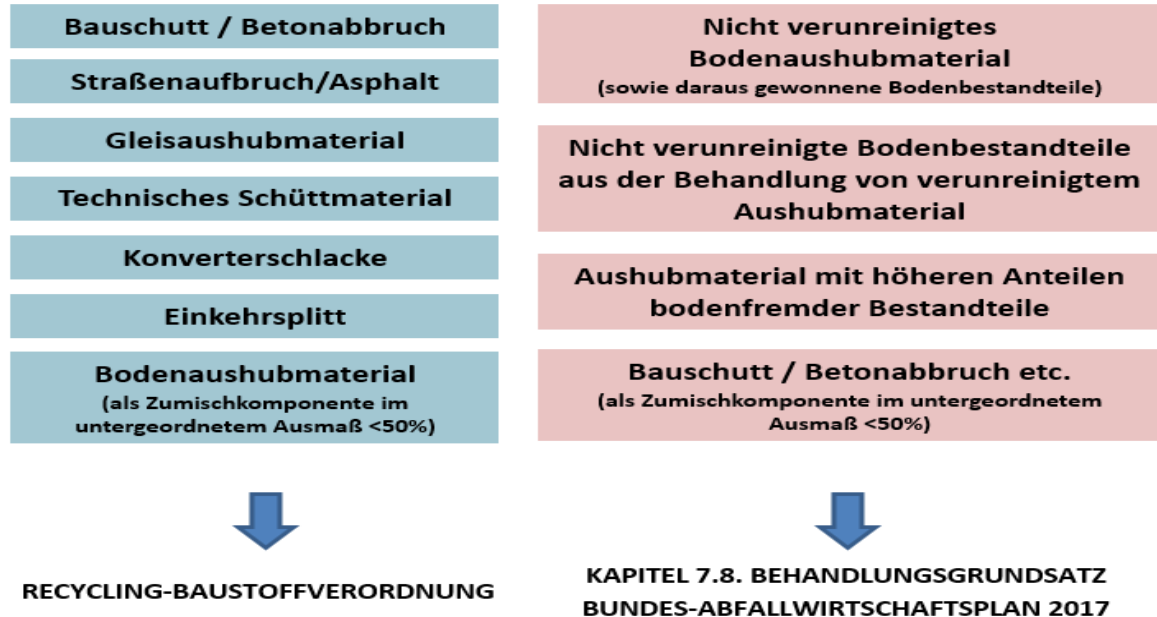 Bauschutt / Betonabbruch
Straßenaufbruch/Asphalt
Gleisaushubmaterial
Technisches Schüttmaterial
Konverterschlacke
Einkehrsplitt
Bodenaushubmaterial
(als Zumischkomponente im
untergeordnetem Ausmaß <50%)
RECYCLING-BAUSTOFFVERORDNUNG
Nicht verunreinigtes
Bodenaushubmaterial
(sowie daraus gewonnene Bodenbestandteile)
Nicht verunreinigte Bodenbestandteile
aus der Behandlung von verunreinigtem
Aushubmaterial
Aushubmaterial mit höheren Anteilen
bodenfremder Bestandteile
Bauschutt / Betonabbruch etc.
(als Zumischkomponente im untergeordnetem
Ausmaß <50%)
KAPITEL 7.8. BEHANDLUNGSGRUNDSATZ
BUNDES-ABFALLWIRTSCHAFTSPLAN 2017